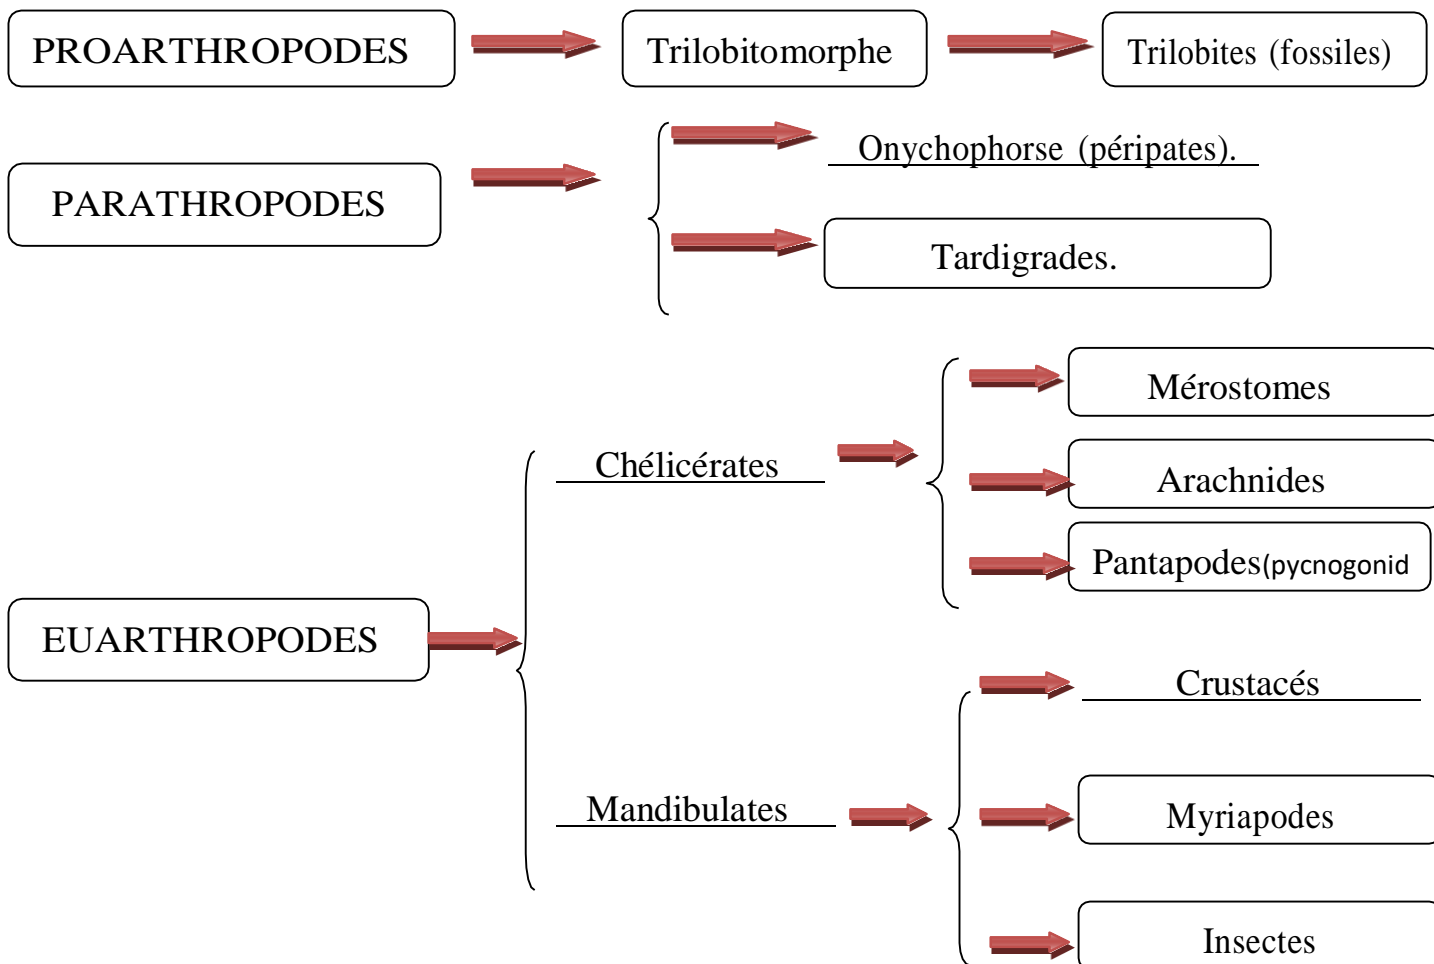 PROARTHROPODES
Trilobitomorphe
Trilobites (fossiles)
PARATHROPODES
Onychophorse (péripates).
Tardigrades.
EUARTHROPODES
Chélicérates
Mérostomes
Arachnides
Pantapodes(pycnogonid
Mandibulates
Crustacés
Myriapodes
Insectes